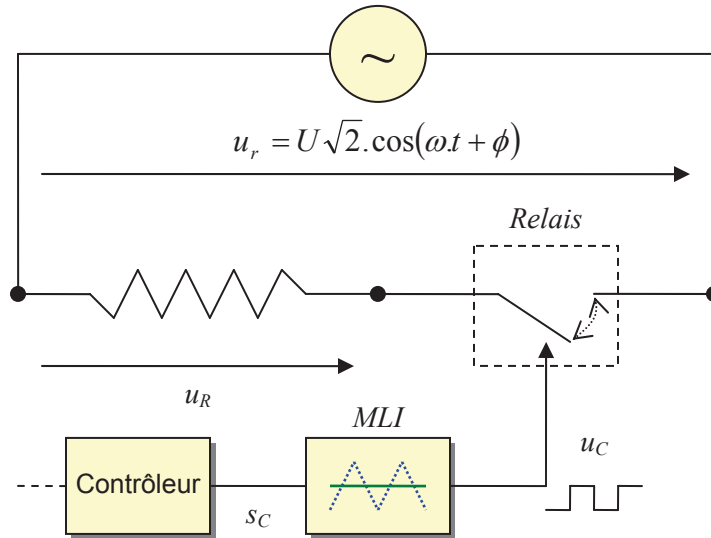 ~
u_r = U√2.cos(ω.t + ϕ)
Relais
u_R
MLI
u_C
Contrôleur
s_C